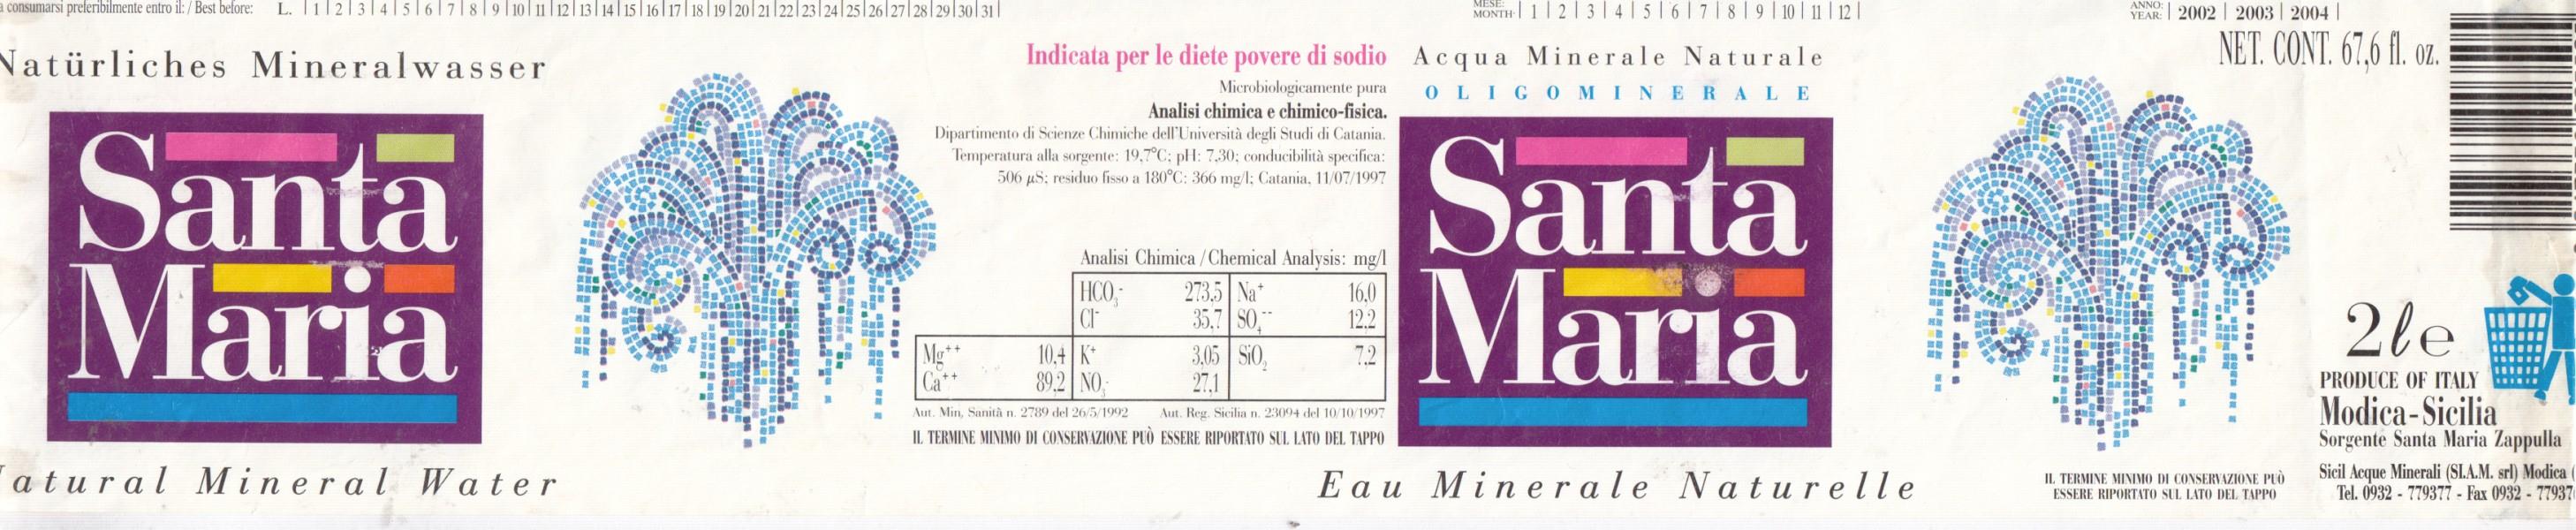 consumarsi preferibilmente entro il: / Best before: L. | 1 | 2 | 3 | 4 | 5 | 6 | 7 | 8 | 9 | 10 | 11 | 12 | 13 | 14 | 15 | 16 | 17 | 18 | 19 | 20 | 21 | 22 | 23 | 24 | 25 | 26 | 27 | 28 | 29 | 30 | 31 |
MESE:
MONTH: | 1 | 2 | 3 | 4 | 5 | 6 | 7 | 8 | 9 | 10 | 11 | 12 |
ANNO:
YEAR: | 2002 | 2003 | 2004 |
Natürliches Mineralwasser
Santa
Maria
atural Mineral Water
Indicata per le diete povere di sodio
Microbiologicamente pura
Analisi chimica e chimico-fisica.
Dipartimento di Scienze Chimiche dell'Università degli Studi di Catania.
Temperatura alla sorgente: 19,7°C; pH: 7,30; conducibilità specifica:
506 µS; residuo fisso a 180°C: 366 mg/l; Catania, 11/07/1997
Analisi Chimica / Chemical Analysis: mg/l
HCO₃⁻ 273,5 Na⁺ 16,0
Cl⁻ 35,7 SO₄⁻⁻ 12,2
Mg⁺⁺ 10,4 K⁺ 3,05 SiO₂ 7,2
Ca⁺⁺ 89,2 NO₃⁻ 27,1
Aut. Min. Sanità n. 2789 del 26/5/1992 Aut. Reg. Sicilia n. 23094 del 10/10/1997
IL TERMINE MINIMO DI CONSERVAZIONE PUÒ ESSERE RIPORTATO SUL LATO DEL TAPPO
Acqua Minerale Naturale
OLIGOMINERALE
Santa
Maria
Eau Minerale Naturelle
IL TERMINE MINIMO DI CONSERVAZIONE PUÒ
ESSERE RIPORTATO SUL LATO DEL TAPPO
NET. CONT. 67,6 fl. oz.
2 ℓ e
PRODUCE OF ITALY
Modica-Sicilia
Sorgente Santa Maria Zappulla
Sicil Acque Minerali (SI.A.M. srl) Modica (
Tel. 0932 - 779377 - Fax 0932 - 77937